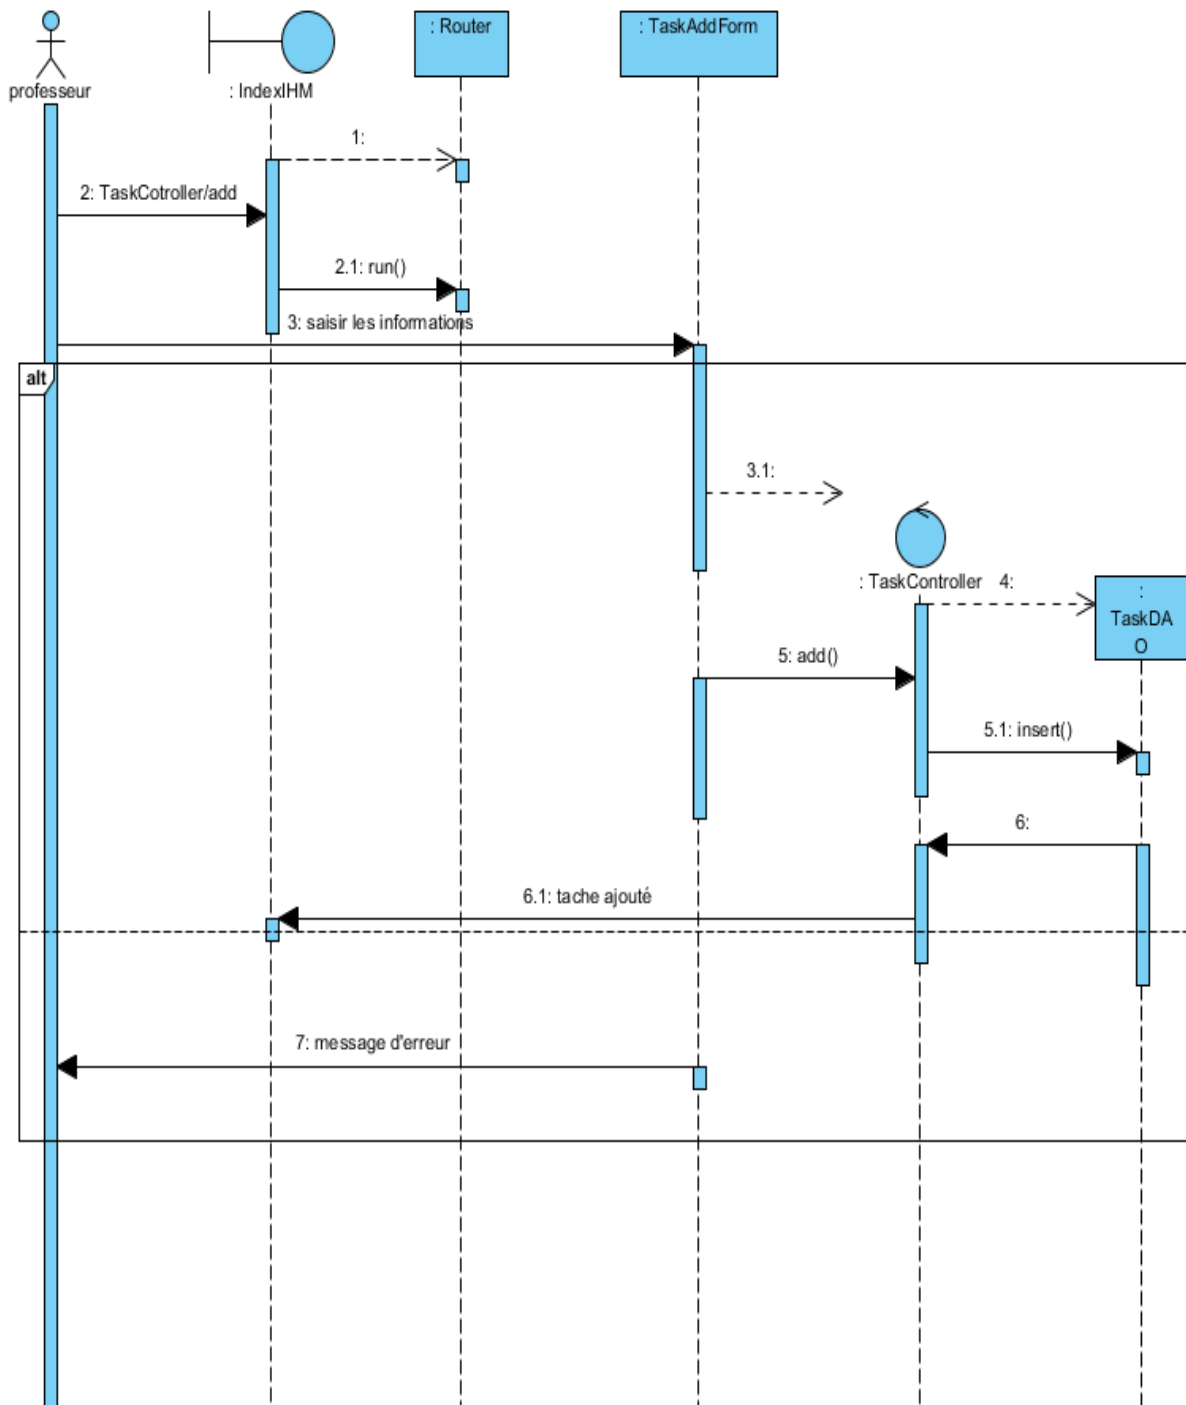 : Router
: TaskAddForm
professeur
: IndexIHM
1:
2: TaskCotroller/add
2.1: run()
3: saisir les informations
alt
3.1:
: TaskController
4:
:
TaskDA
O
5: add()
5.1: insert()
6:
6.1: tache ajouté
7: message d'erreur